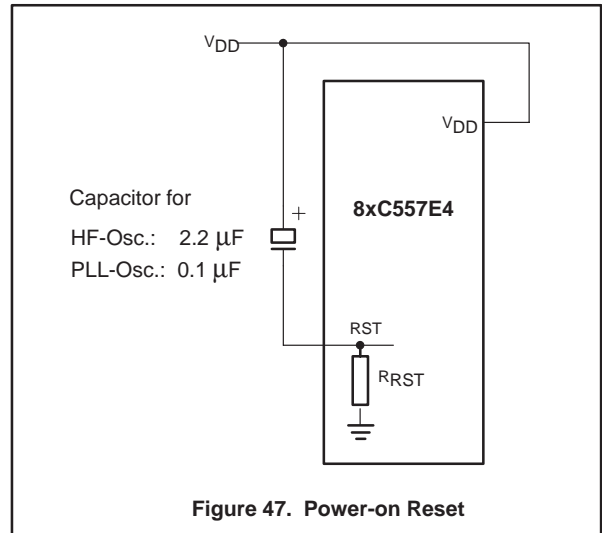 VDD
VDD
8xC557E4
Capacitor for
+
HF-Osc.: 2.2 μF
PLL-Osc.: 0.1 μF
RST
RRST
Figure 47. Power-on Reset